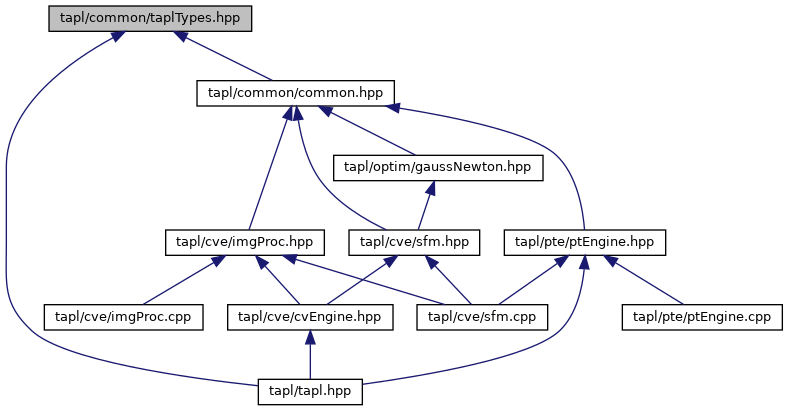 tapl/common/taplTypes.hpp
tapl/common/common.hpp
tapl/optim/gaussNewton.hpp
tapl/cve/imgProc.hpp
tapl/cve/sfm.hpp
tapl/pte/ptEngine.hpp
tapl/cve/imgProc.cpp
tapl/cve/cvEngine.hpp
tapl/cve/sfm.cpp
tapl/pte/ptEngine.cpp
tapl/tapl.hpp